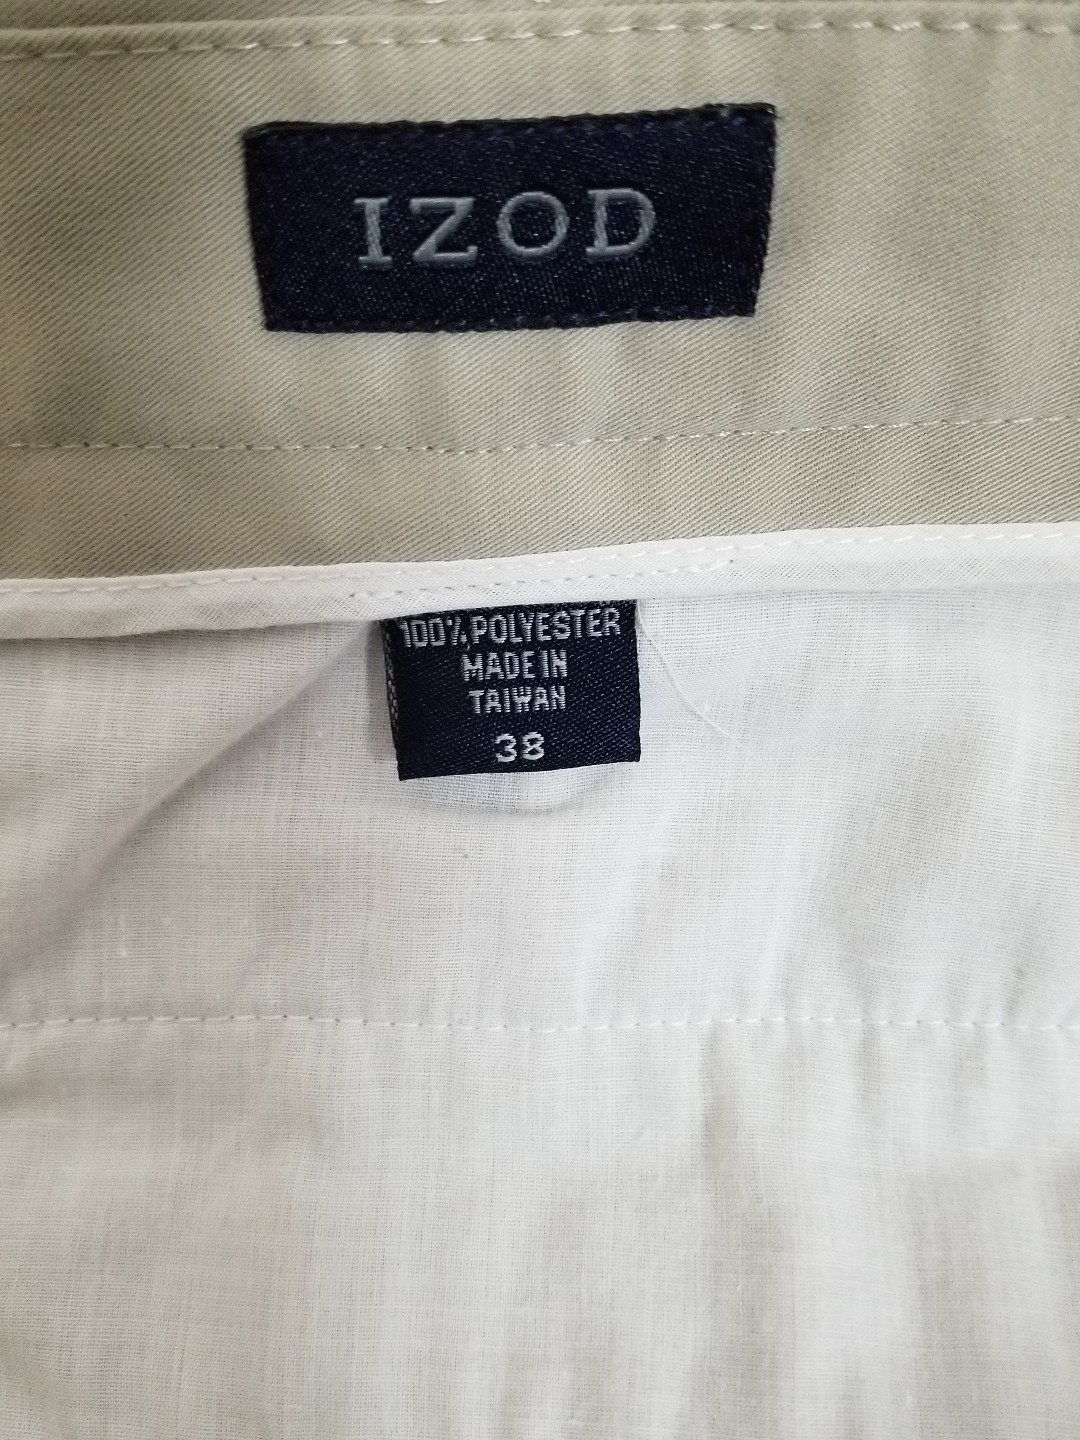 IZOD
100% POLYESTER
MADE IN
TAIWAN
38